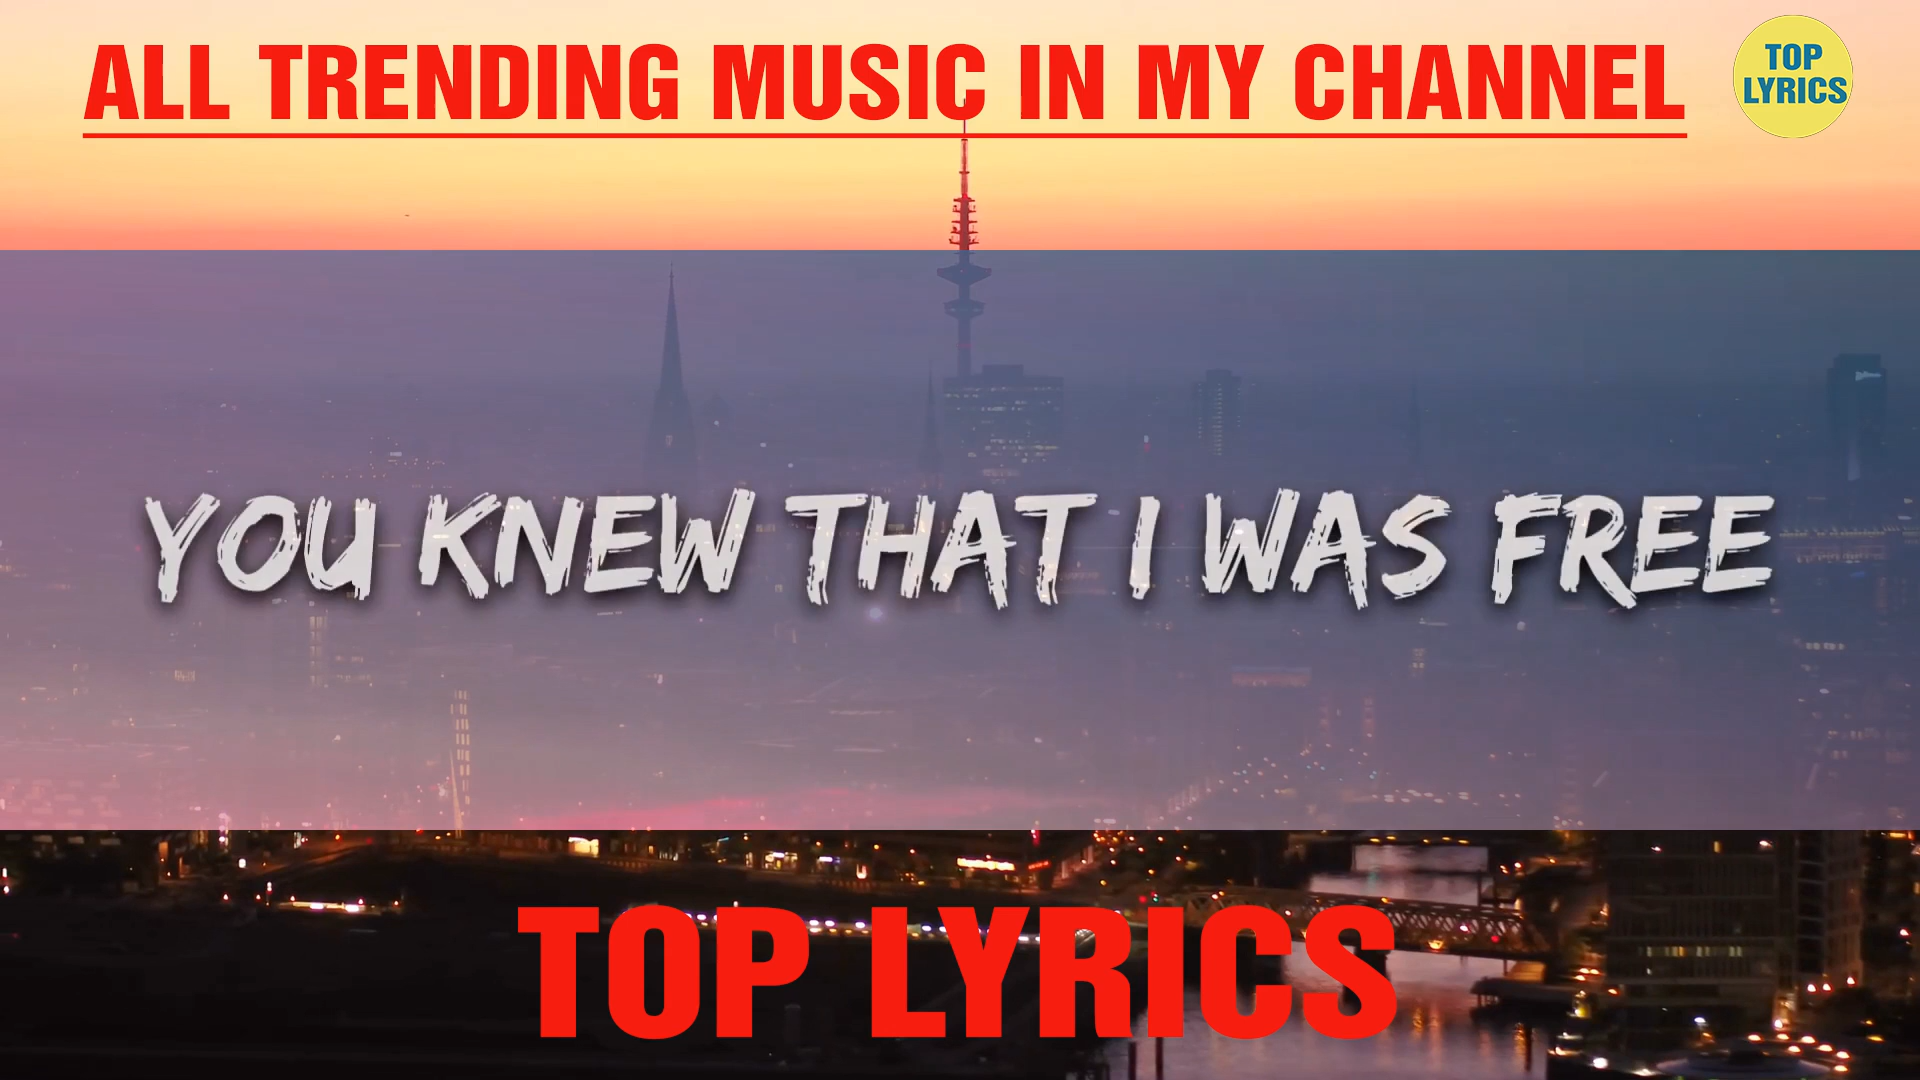 ALL TRENDING MUSIC IN MY CHANNEL
TOP
LYRICS
YOU KNEW THAT I WAS FREE
TOP LYRICS